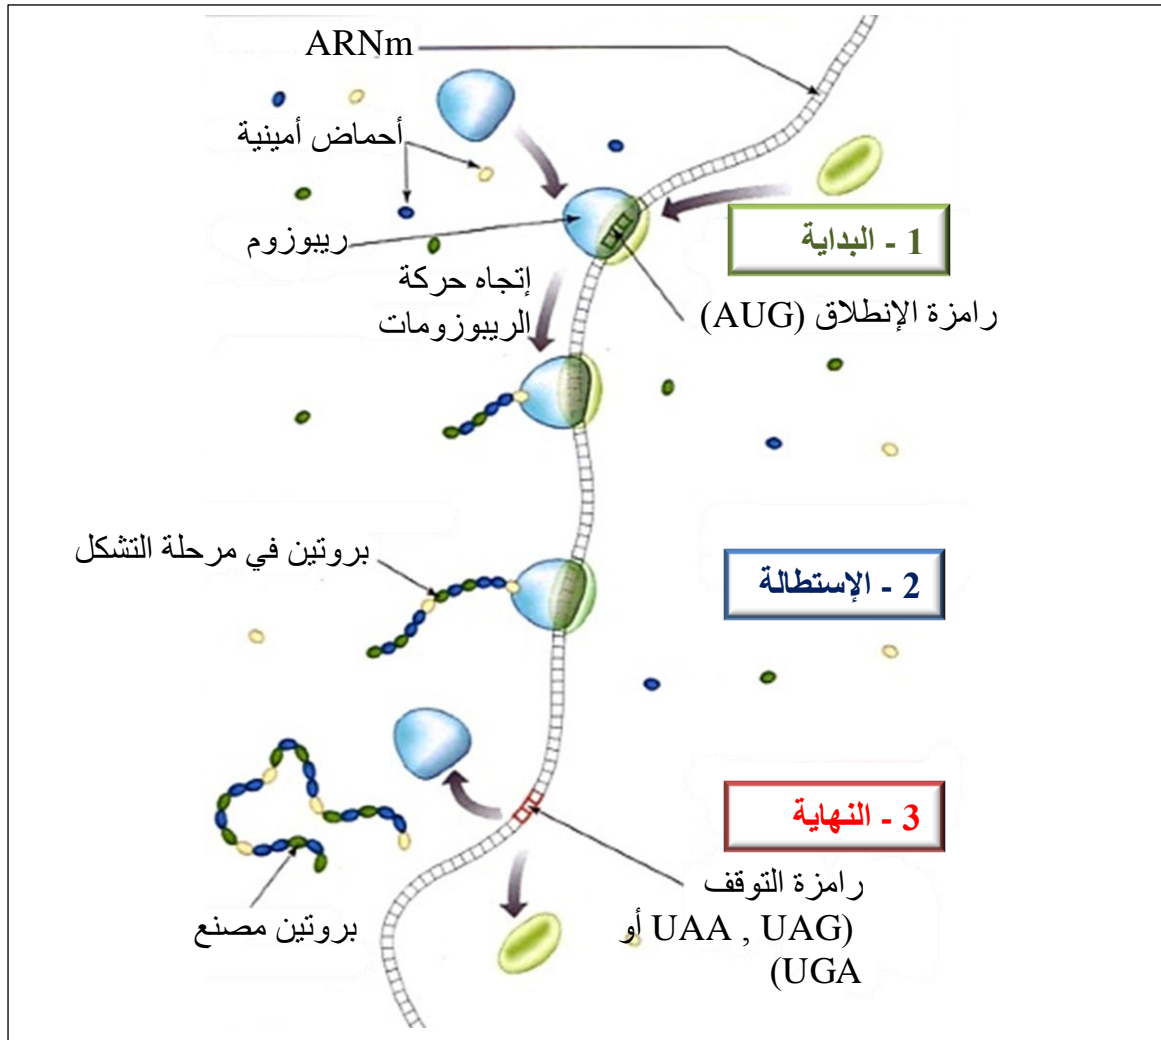 ARNm
أحماض أمينية
ريبوزوم
1 - البداية
إتجاه حركة
الريبوزومات
رامزة الإنطلاق (AUG)
بروتين في مرحلة التشكل
2 - الإستطالة
3 - النهاية
رامزة التوقف
(UAA , UAG أو
UGA)
بروتين مصنع